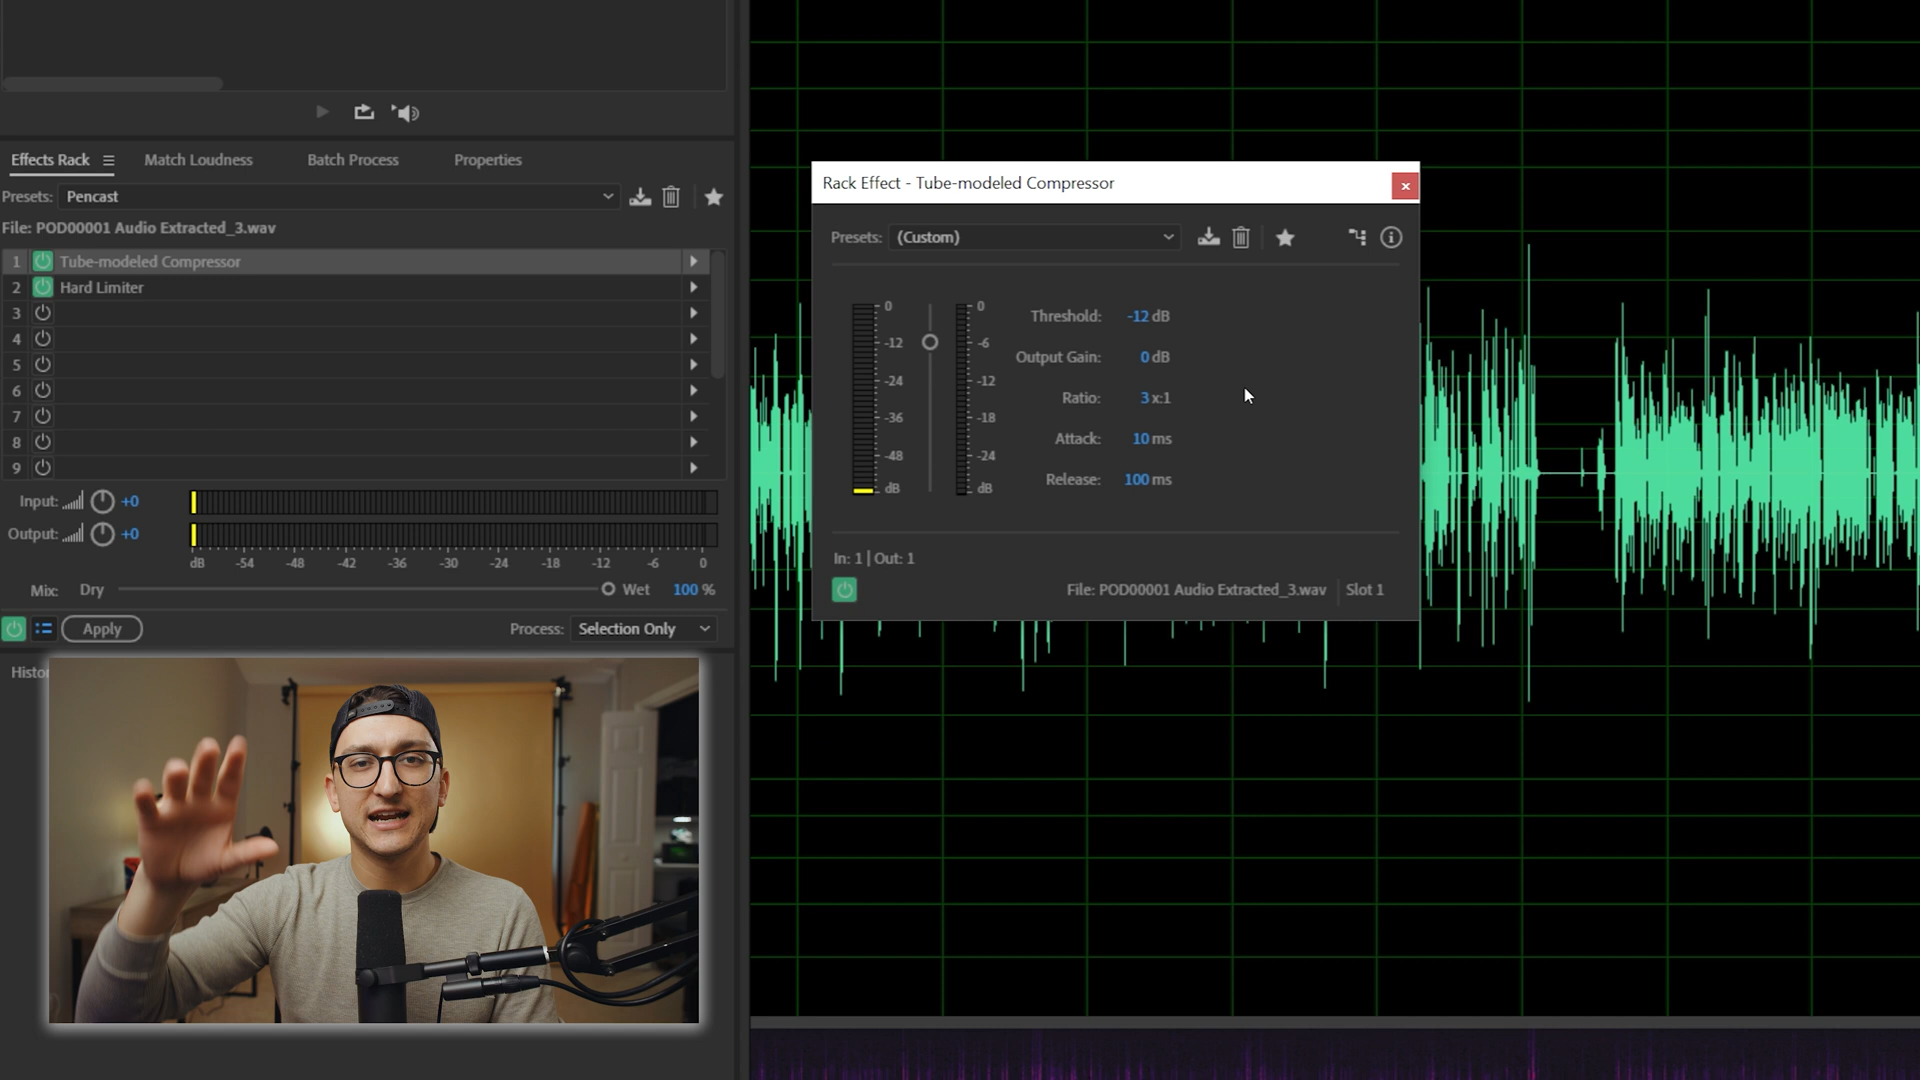 Effects Rack Match Loudness Batch Process Properties
Presets: Pencast
File: POD00001 Audio Extracted_3.wav
1 Tube-modeled Compressor
2 Hard Limiter
3
4
5
6
7
8
9
Input: +0
Output: +0
dB -54 -48 -42 -36 -30 -24 -18 -12 -6 0
Mix: Dry Wet 100 %
Apply Process: Selection Only
Histo
Rack Effect - Tube-modeled Compressor
Presets: (Custom)
0
-12
-24
-36
-48
dB
0
-6
-12
-18
-24
dB
Threshold: -12 dB
Output Gain: 0 dB
Ratio: 3 x:1
Attack: 10 ms
Release: 100 ms
In: 1 | Out: 1
File: POD00001 Audio Extracted_3.wav Slot 1